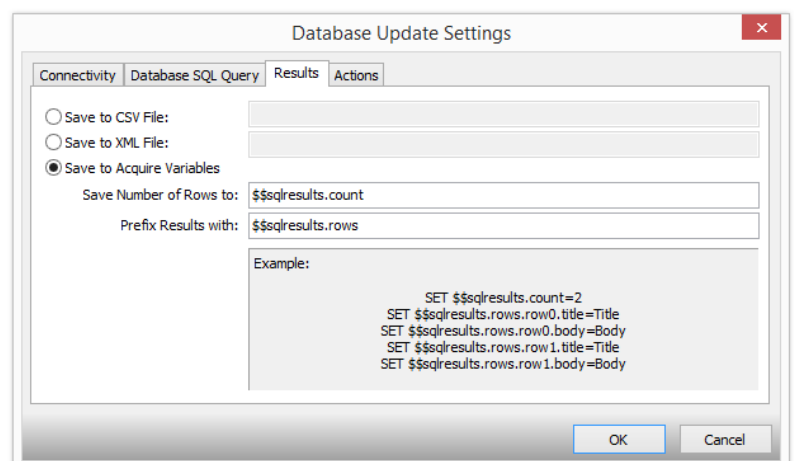 Database Update Settings
Connectivity Database SQL Query Results Actions
Save to CSV File:
Save to XML File:
Save to Acquire Variables
Save Number of Rows to: $$sqlresults.count
Prefix Results with: $$sqlresults.rows
Example:
SET $$sqlresults.count=2
SET $$sqlresults.rows.row0.title=Title
SET $$sqlresults.rows.row0.body=Body
SET $$sqlresults.rows.row1.title=Title
SET $$sqlresults.rows.row1.body=Body
OK Cancel